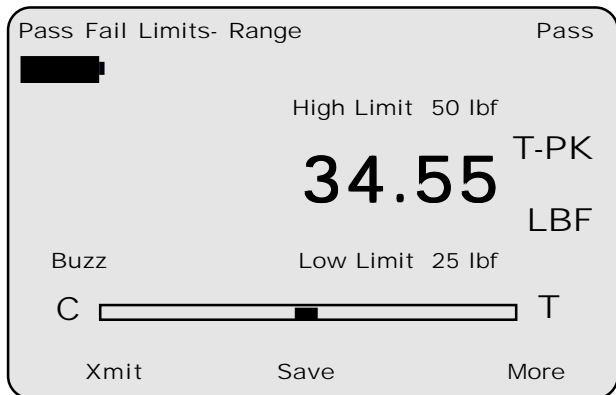 Pass Fail Limits- Range Pass
High Limit 50 lbf
34.55 T-PK
LBF
Buzz Low Limit 25 lbf
C T
Xmit Save More